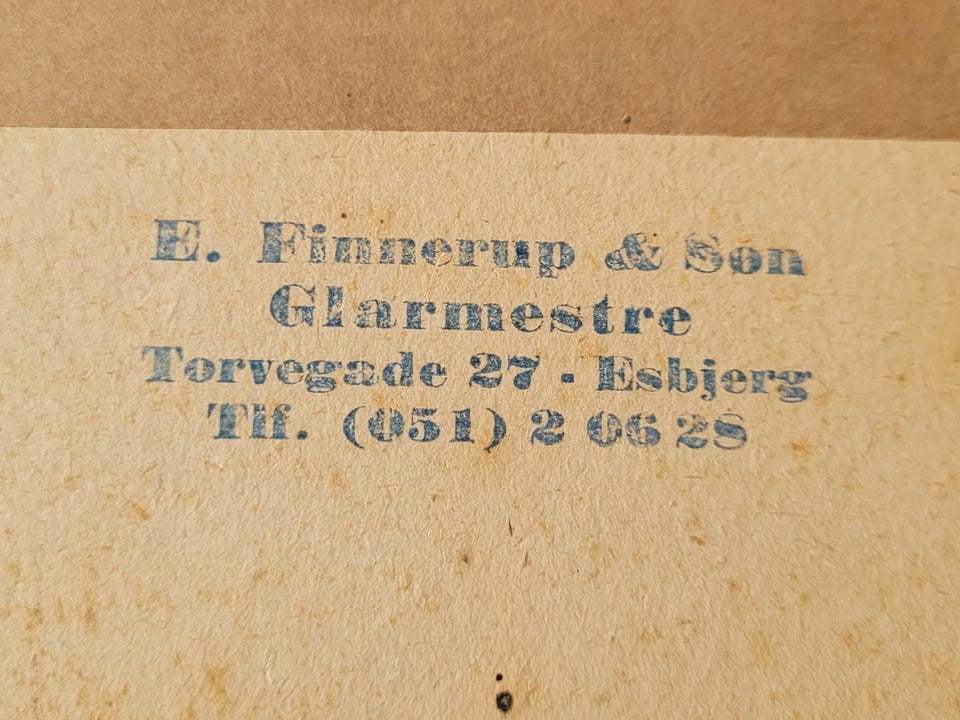 E. Finnerup & Søn
Glarmestre
Torvegade 27 - Esbjerg
Tlf. (051) 2 06 28